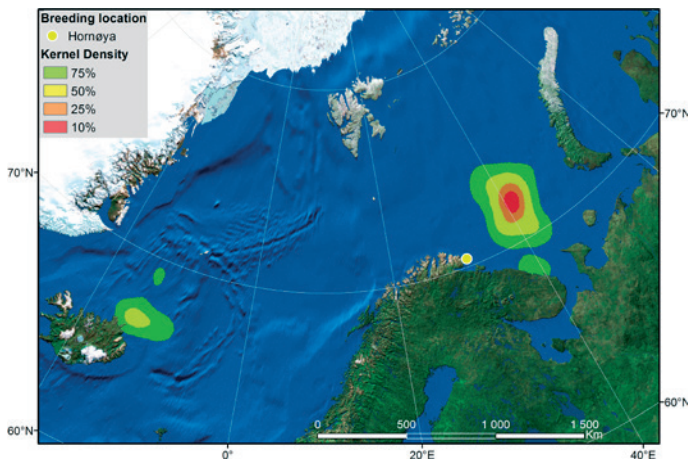 Breeding location
Hornøya
Kernel Density
75%
50%
25%
10%
70°N
70°N
60°N
60°N
0
500
1 000
1 500
Km
0°
20°E
40°E